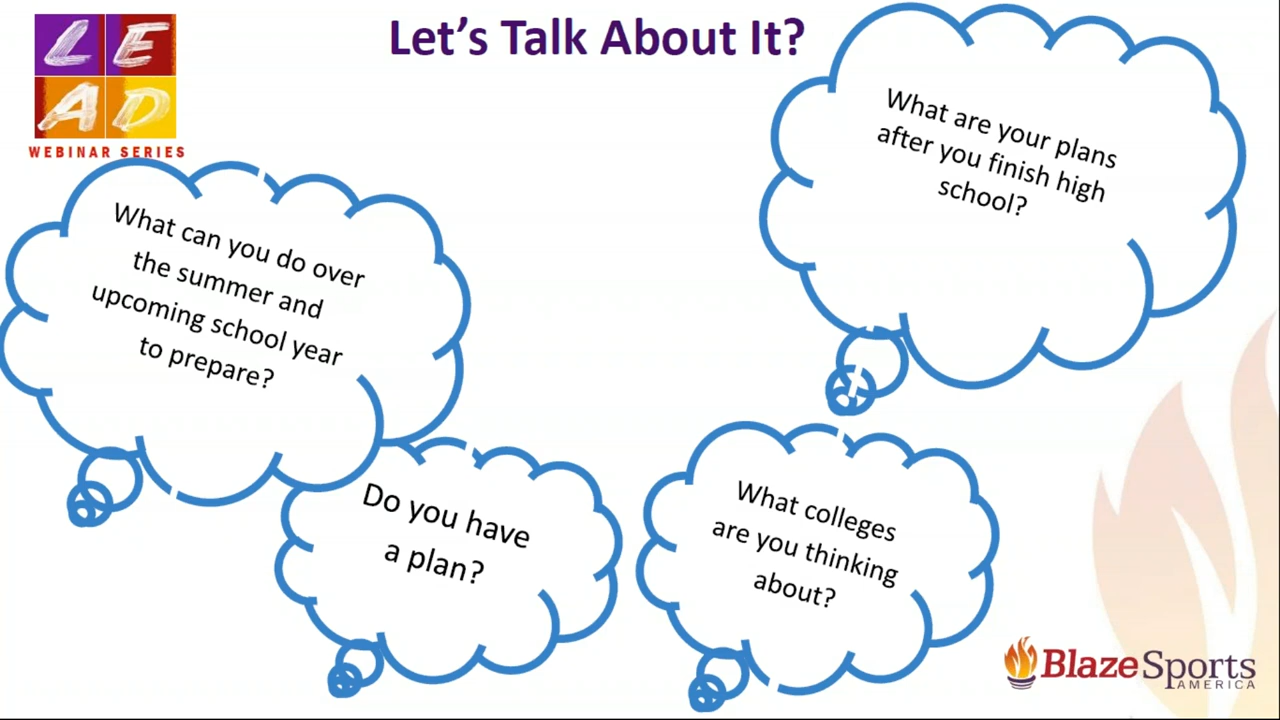 LEAD
WEBINAR SERIES
Let's Talk About It?
What are your plans
after you finish high
school?
What can you do over
the summer and
upcoming school year
to prepare?
Do you have
a plan?
What colleges
are you thinking
about?
BlazeSports
AMERICA